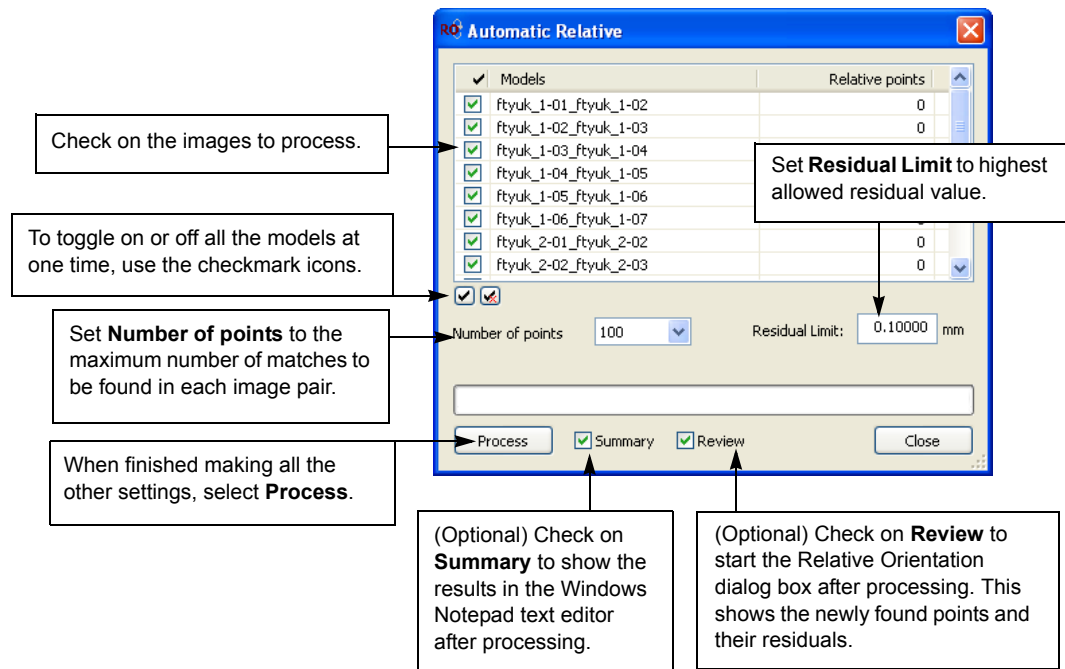 RO Automatic Relative
Models Relative points
ftyuk_1-01_ftyuk_1-02 0
ftyuk_1-02_ftyuk_1-03 0
ftyuk_1-03_ftyuk_1-04
ftyuk_1-04_ftyuk_1-05
ftyuk_1-05_ftyuk_1-06
ftyuk_1-06_ftyuk_1-07
ftyuk_2-01_ftyuk_2-02 0
ftyuk_2-02_ftyuk_2-03 0
Number of points 100 Residual Limit: 0.10000 mm
Process Summary Review Close
Check on the images to process.
To toggle on or off all the models at
one time, use the checkmark icons.
Set Number of points to the
maximum number of matches to
be found in each image pair.
When finished making all the
other settings, select Process.
Set Residual Limit to highest
allowed residual value.
(Optional) Check on
Summary to show the
results in the Windows
Notepad text editor
after processing.
(Optional) Check on Review to
start the Relative Orientation
dialog box after processing. This
shows the newly found points and
their residuals.